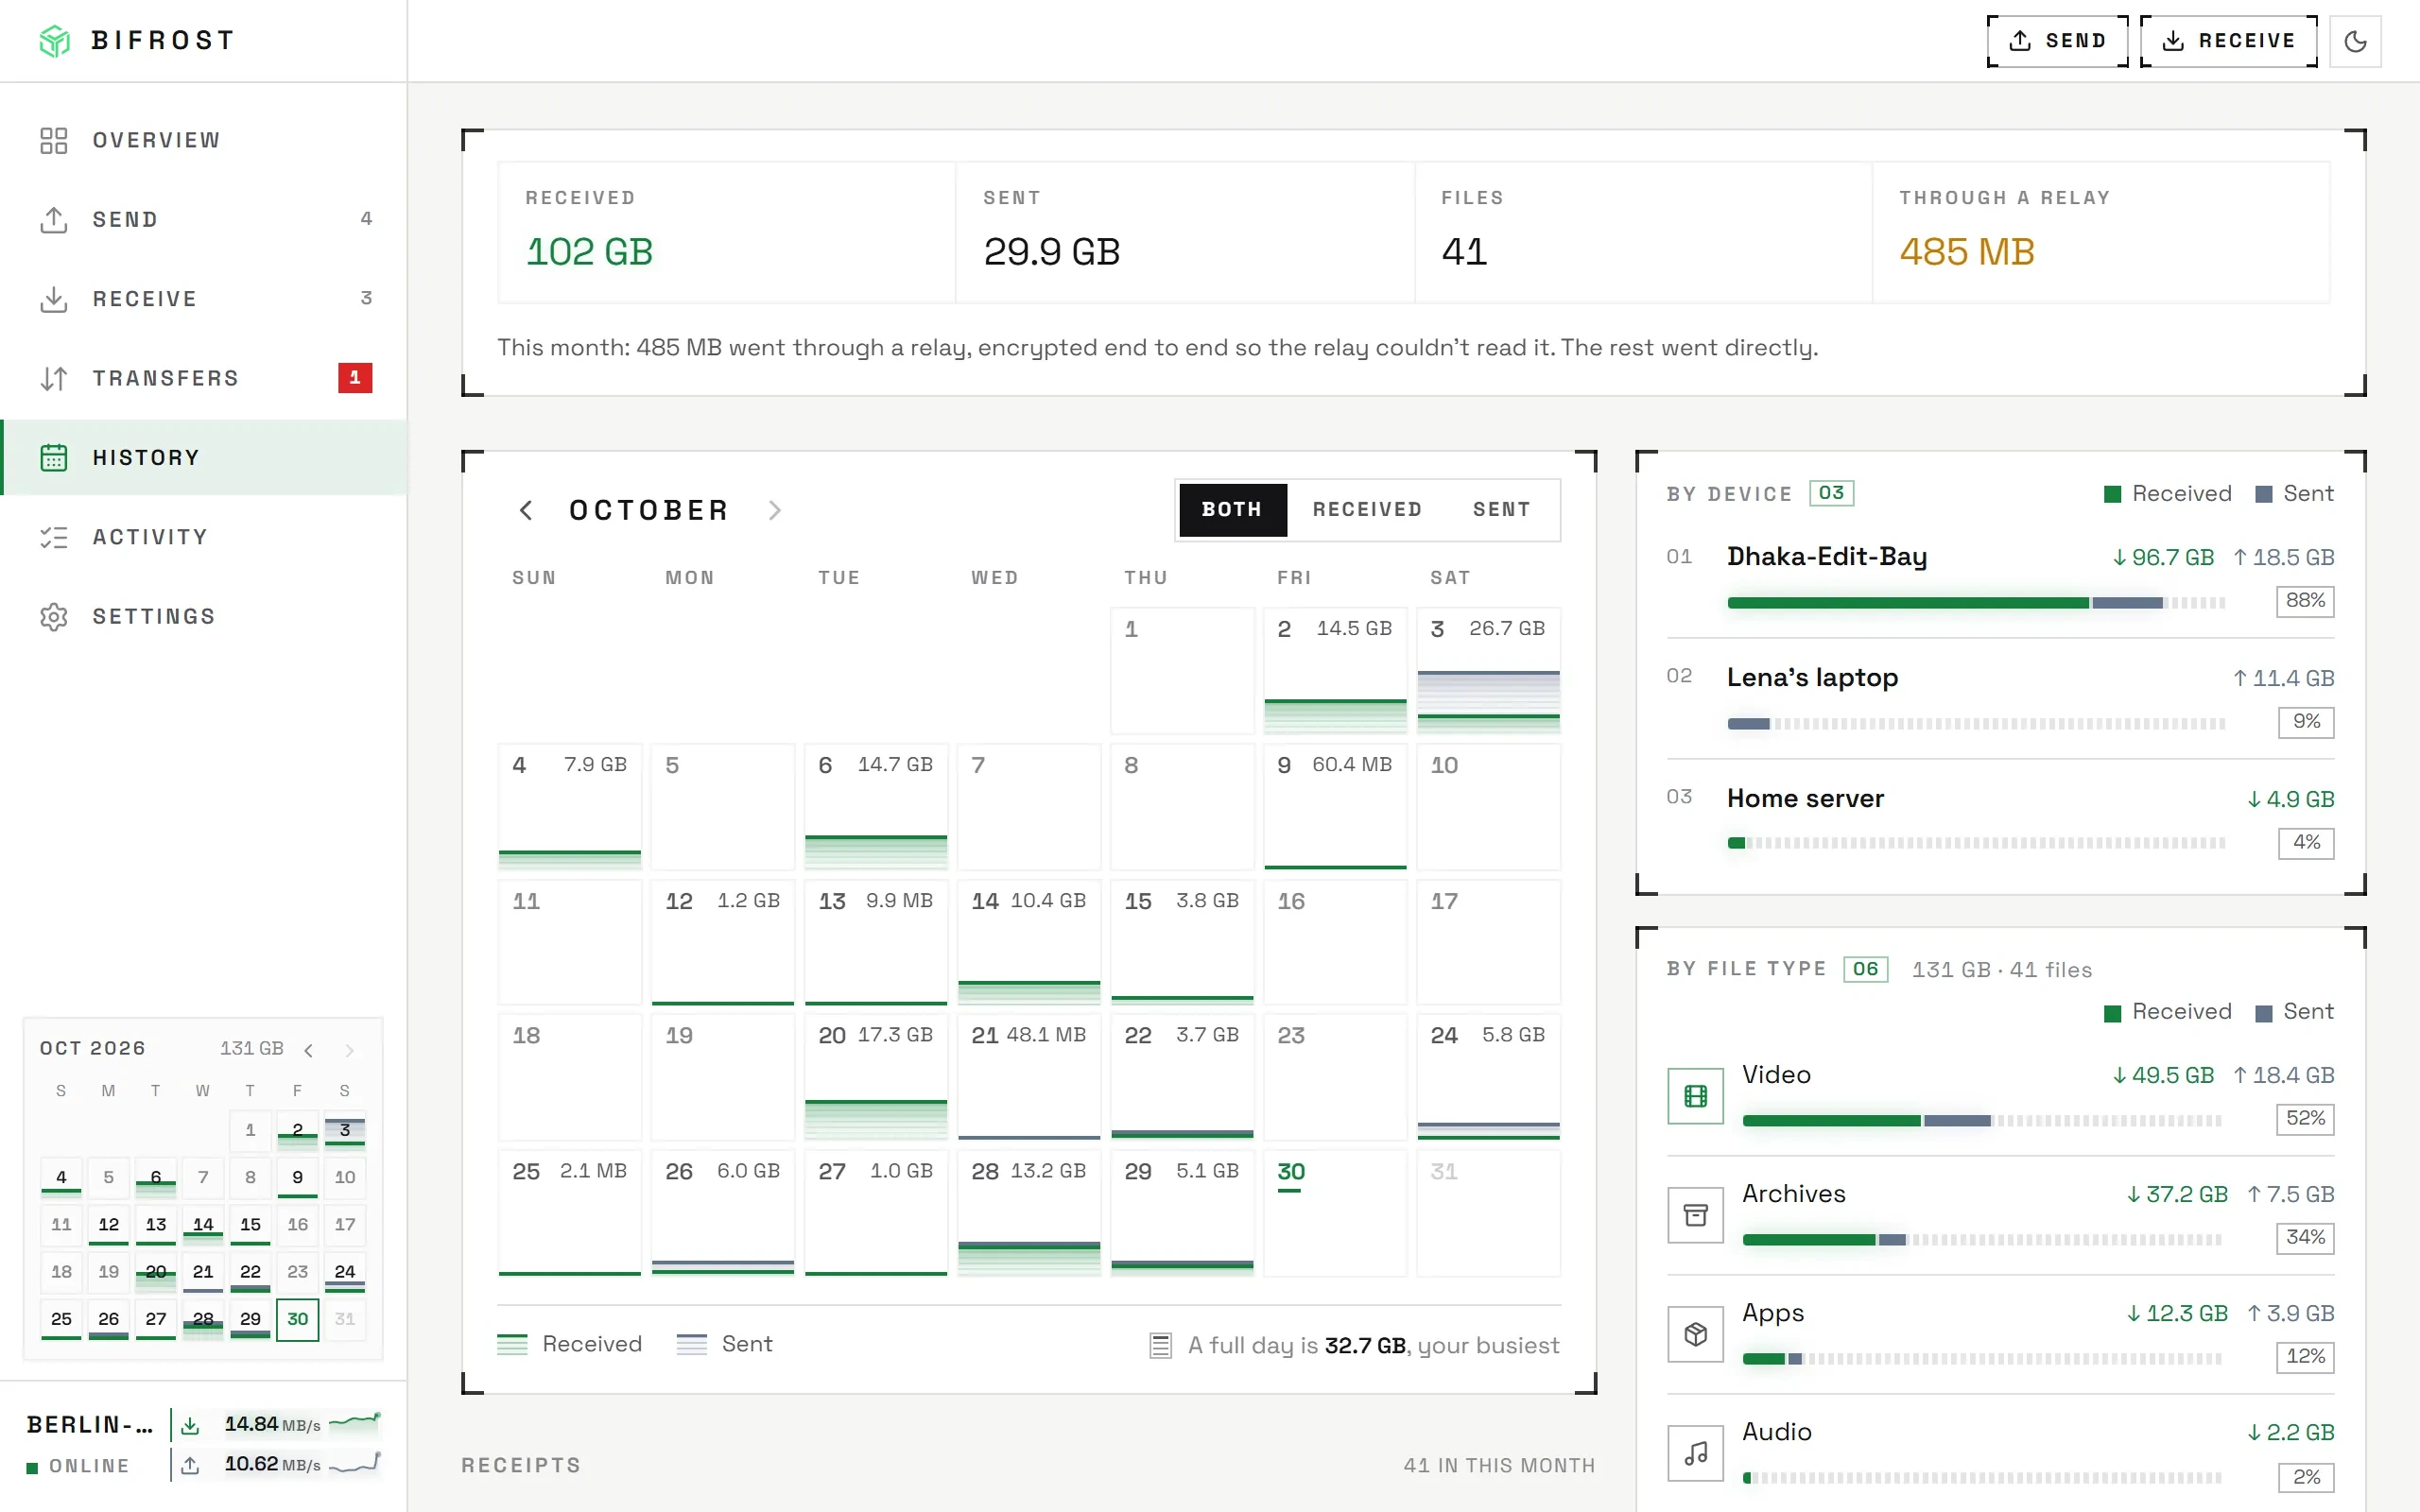 BIFROST
SEND
RECEIVE
OVERVIEW
SEND 4
RECEIVE 3
TRANSFERS 1
HISTORY
ACTIVITY
SETTINGS
OCT 2026 131 GB
S M T W T F S
1 2 3
4 5 6 7 8 9 10
11 12 13 14 15 16 17
18 19 20 21 22 23 24
25 26 27 28 29 30 31
BERLIN-... 14.84 MB/s
ONLINE 10.62 MB/s
RECEIVED SENT FILES THROUGH A RELAY
102 GB 29.9 GB 41 485 MB
This month: 485 MB went through a relay, encrypted end to end so the relay couldn't read it. The rest went directly.
OCTOBER BOTH RECEIVED SENT
SUN MON TUE WED THU FRI SAT
1 2 14.5 GB 3 26.7 GB
4 7.9 GB 5 6 14.7 GB 7 8 9 60.4 MB 10
11 12 1.2 GB 13 9.9 MB 14 10.4 GB 15 3.8 GB 16 17
18 19 20 17.3 GB 21 48.1 MB 22 3.7 GB 23 24 5.8 GB
25 2.1 MB 26 6.0 GB 27 1.0 GB 28 13.2 GB 29 5.1 GB 30 31
Received Sent A full day is 32.7 GB, your busiest
RECEIPTS 41 IN THIS MONTH
BY DEVICE 03 Received Sent
01 Dhaka-Edit-Bay ↓ 96.7 GB ↑ 18.5 GB
88%
02 Lena's laptop ↑ 11.4 GB
9%
03 Home server ↓ 4.9 GB
4%
BY FILE TYPE 06 131 GB · 41 files
Received Sent
Video ↓ 49.5 GB ↑ 18.4 GB
52%
Archives ↓ 37.2 GB ↑ 7.5 GB
34%
Apps ↓ 12.3 GB ↑ 3.9 GB
12%
Audio ↓ 2.2 GB
2%